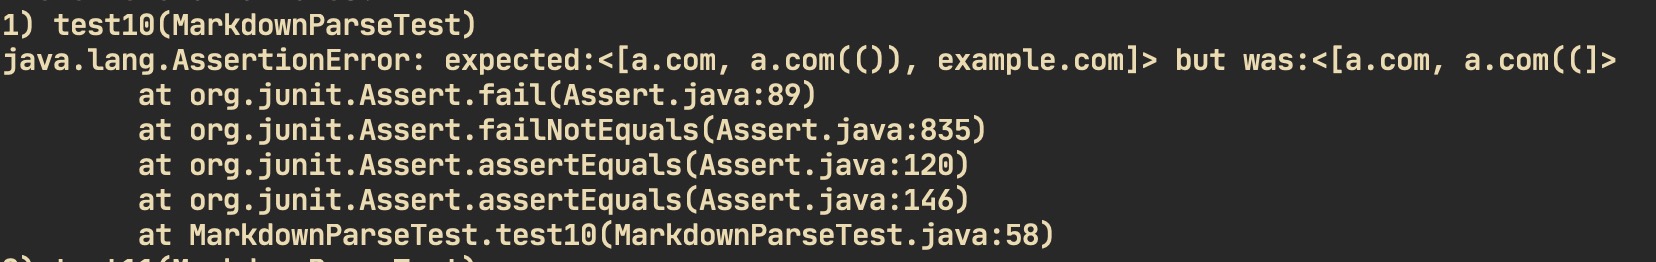 1) test10(MarkdownParseTest)
java.lang.AssertionError: expected:<[a.com, a.com(()), example.com]> but was:<[a.com, a.com((]>
at org.junit.Assert.fail(Assert.java:89)
at org.junit.Assert.failNotEquals(Assert.java:835)
at org.junit.Assert.assertEquals(Assert.java:120)
at org.junit.Assert.assertEquals(Assert.java:146)
at MarkdownParseTest.test10(MarkdownParseTest.java:58)